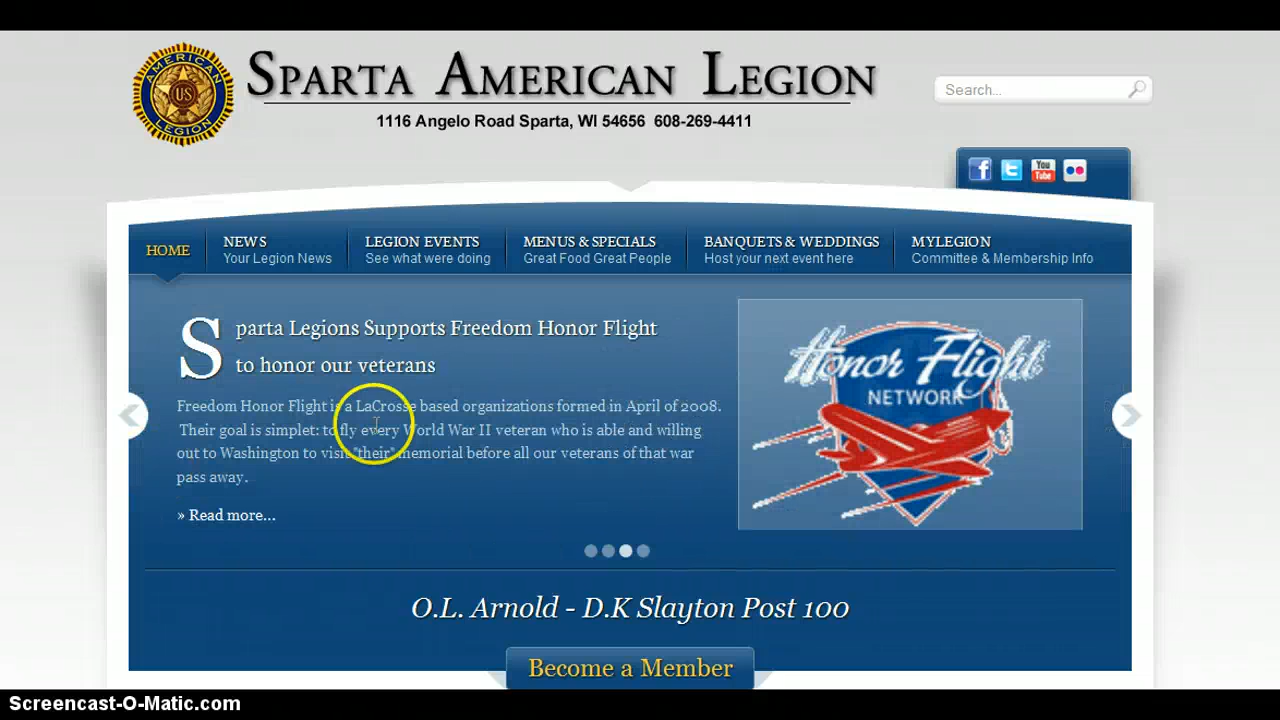 AMERICAN
US
LEGION
SPARTA AMERICAN LEGION
1116 Angelo Road Sparta, WI 54656 608-269-4411
Search...
f
t
You
Tube
HOME
NEWS
Your Legion News
LEGION EVENTS
See what were doing
MENUS & SPECIALS
Great Food Great People
BANQUETS & WEDDINGS
Host your next event here
MYLEGION
Committee & Membership Info
Sparta Legions Supports Freedom Honor Flight
to honor our veterans
Freedom Honor Flight is a LaCrosse based organizations formed in April of 2008.
Their goal is simplet: to fly every World War II veteran who is able and willing
out to Washington to visit "their" memorial before all our veterans of that war
pass away.
» Read more...
Honor Flight
NETWORK
O.L. Arnold - D.K Slayton Post 100
Become a Member
Screencast-O-Matic.com